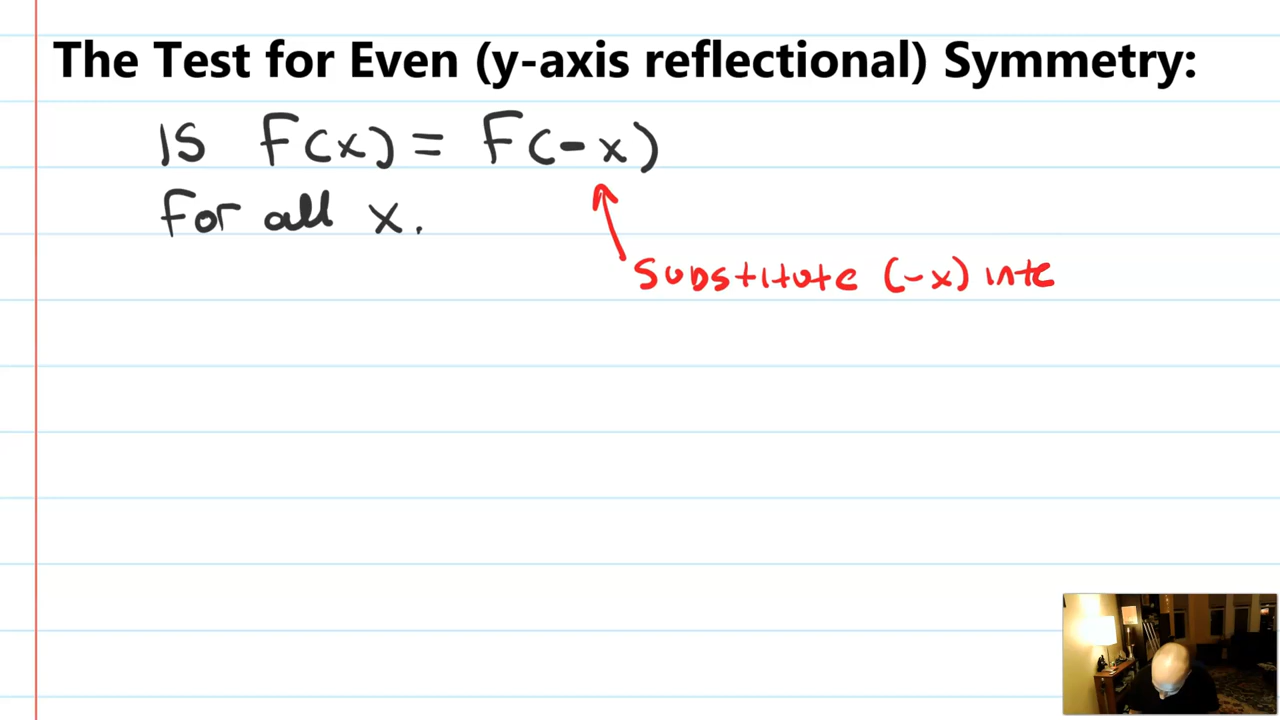 The Test for Even (y-axis reflectional) Symmetry:
IS F(x) = F(-x)
For all x.
Substitute (-x) into